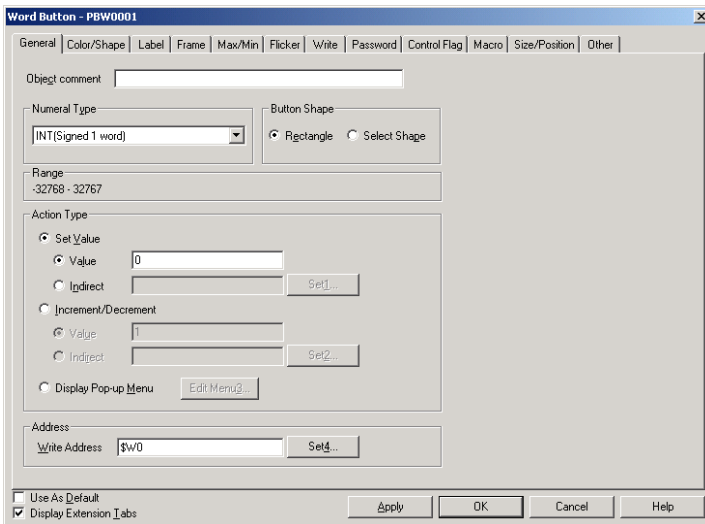 Word Button - PBW0001
General Color/Shape Label Frame Max/Min Flicker Write Password Control Flag Macro Size/Position Other
Object comment
Numeral Type
INT(Signed 1 word)
Button Shape
Rectangle Select Shape
Range
-32768 - 32767
Action Type
Set Value
Value 0
Indirect Set1...
Increment/Decrement
Value 1
Indirect Set2...
Display Pop-up Menu Edit Menu3...
Address
Write Address $W0 Set4...
Use As Default
Display Extension Tabs
Apply OK Cancel Help